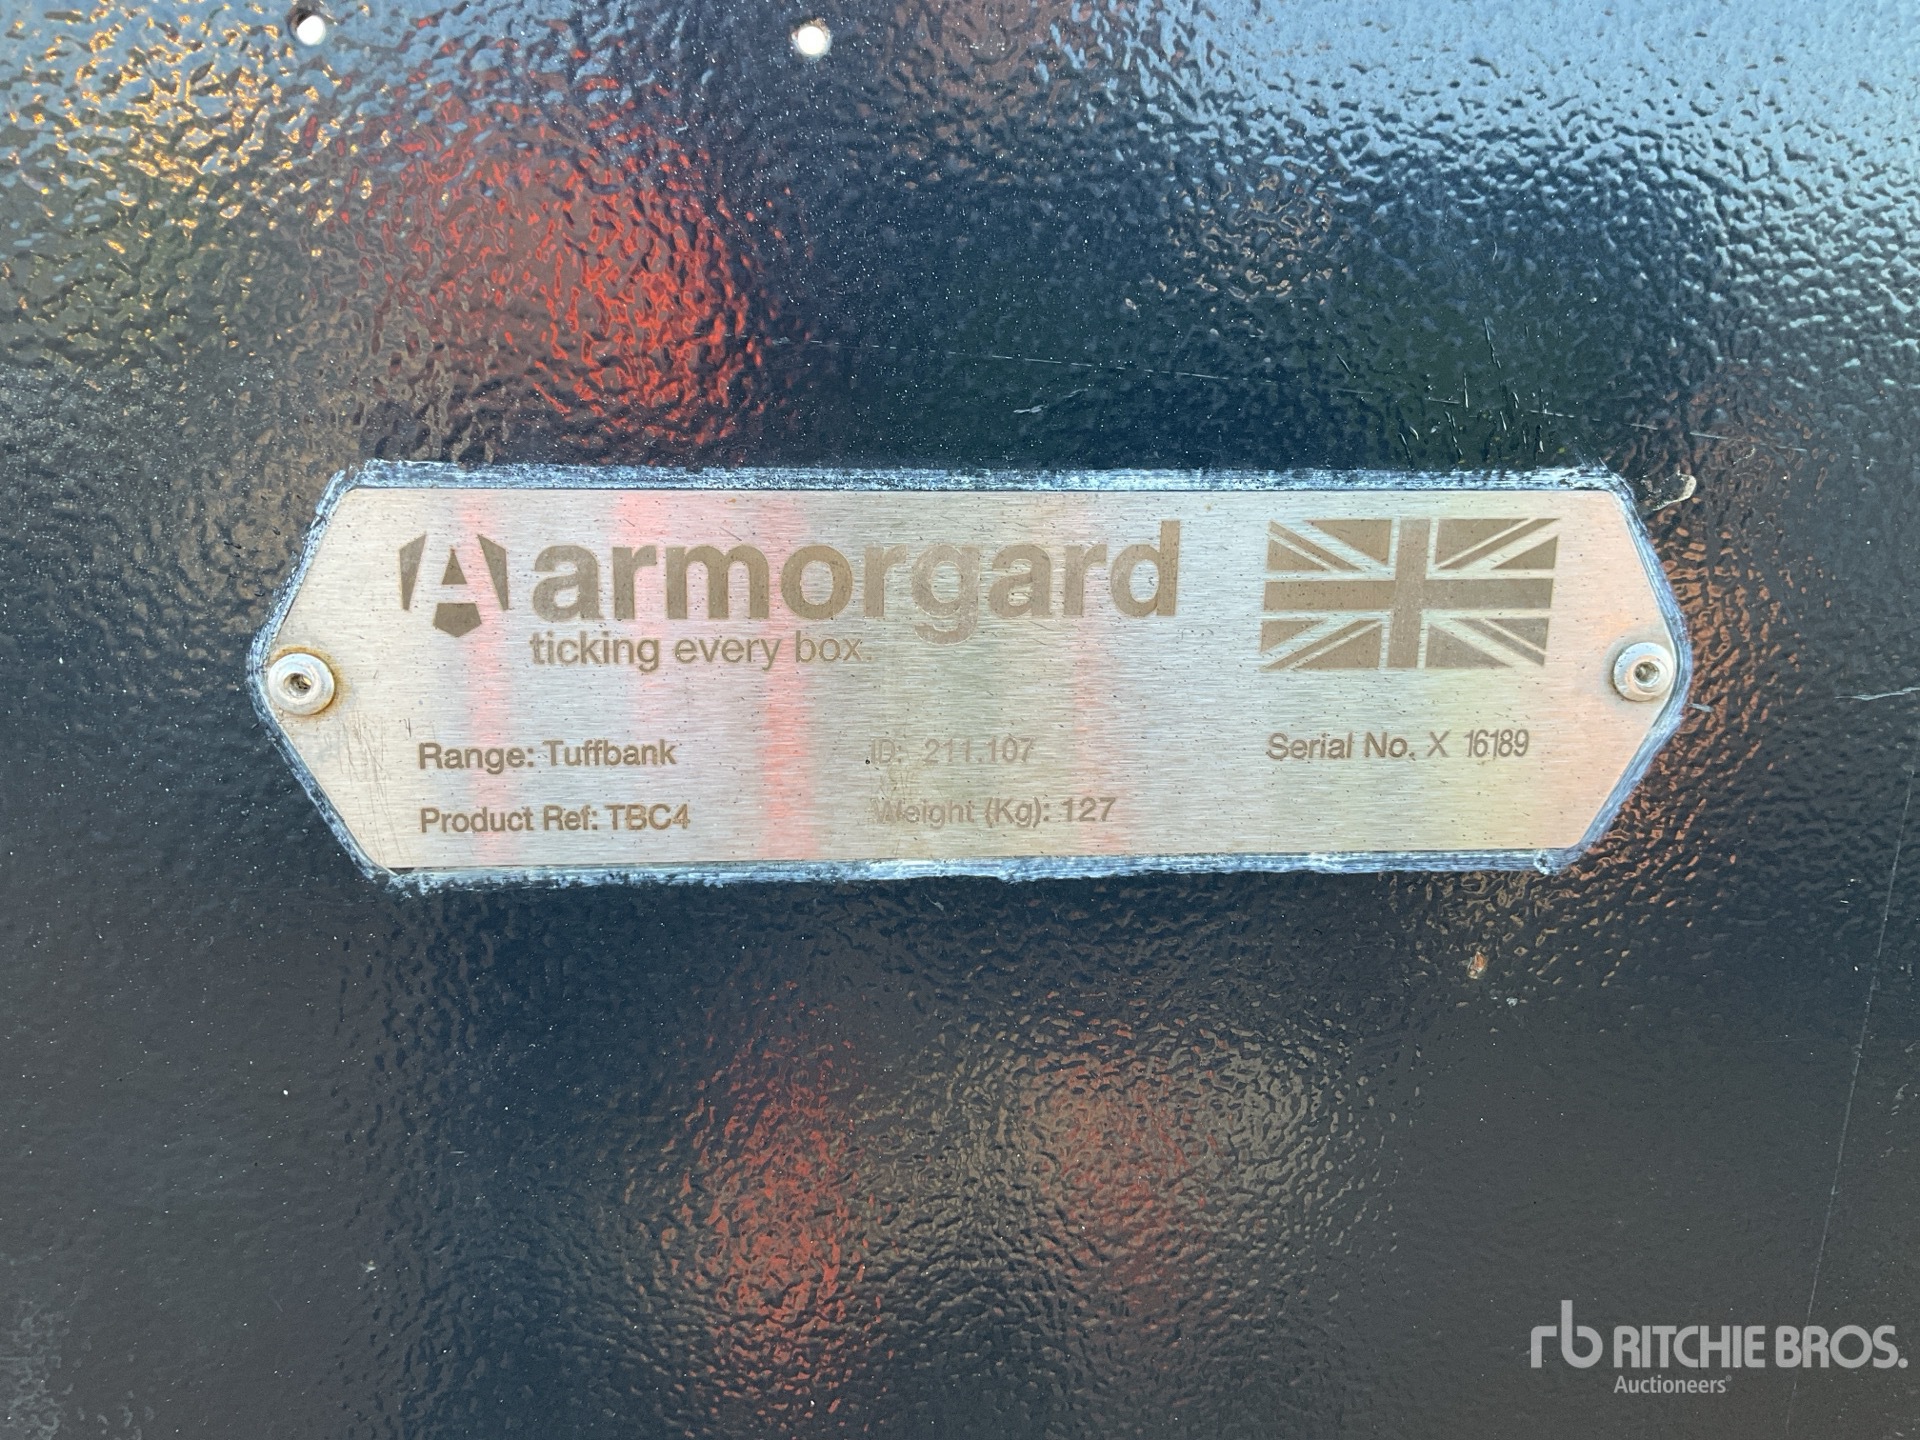 armorgard
ticking every box.
Range: Tuffbank
ID: 211.107
Serial No. X 16189
Product Ref: TBC4
Weight (Kg): 127
rb RITCHIE BROS.
Auctioneers